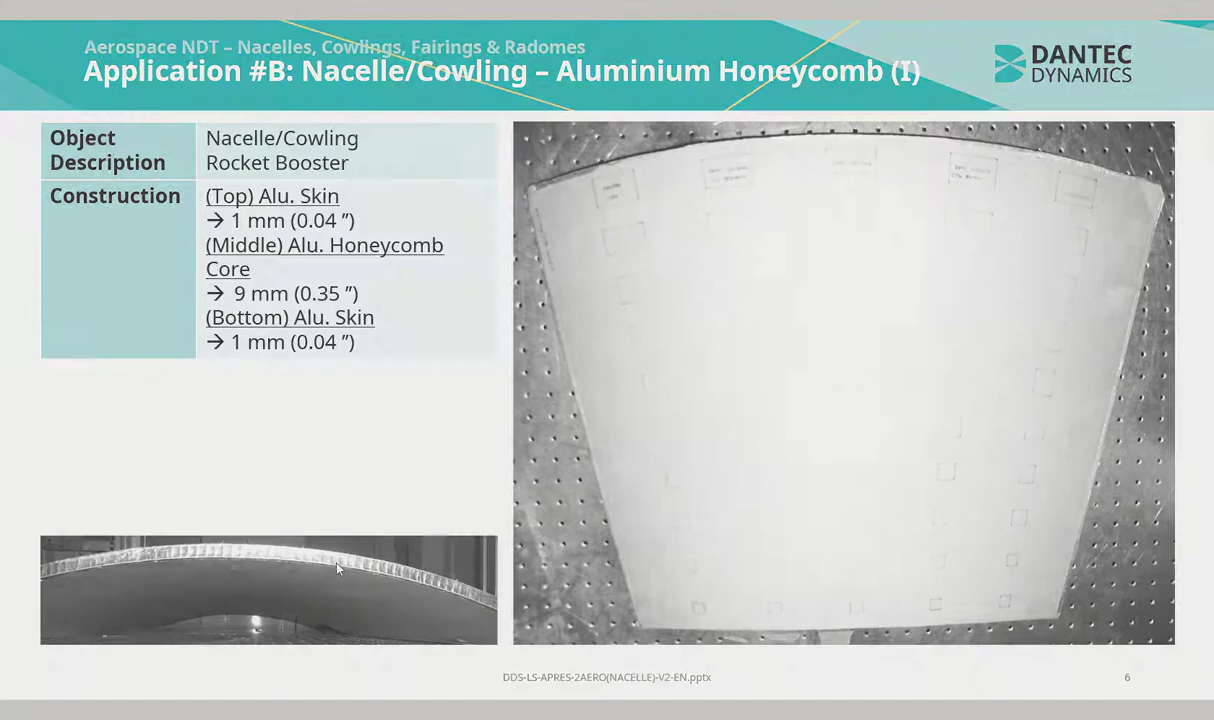 Aerospace NDT – Nacelles, Cowlings, Fairings & Radomes
Application #B: Nacelle/Cowling – Aluminium Honeycomb (I)
DANTEC
DYNAMICS
Object
Description
Nacelle/Cowling
Rocket Booster
Construction
(Top) Alu. Skin
→ 1 mm (0.04 ″)
(Middle) Alu. Honeycomb
Core
→ 9 mm (0.35 ″)
(Bottom) Alu. Skin
→ 1 mm (0.04 ″)
DDS-LS-APRES-2AERO(NACELLE)-V2-EN.pptx
6